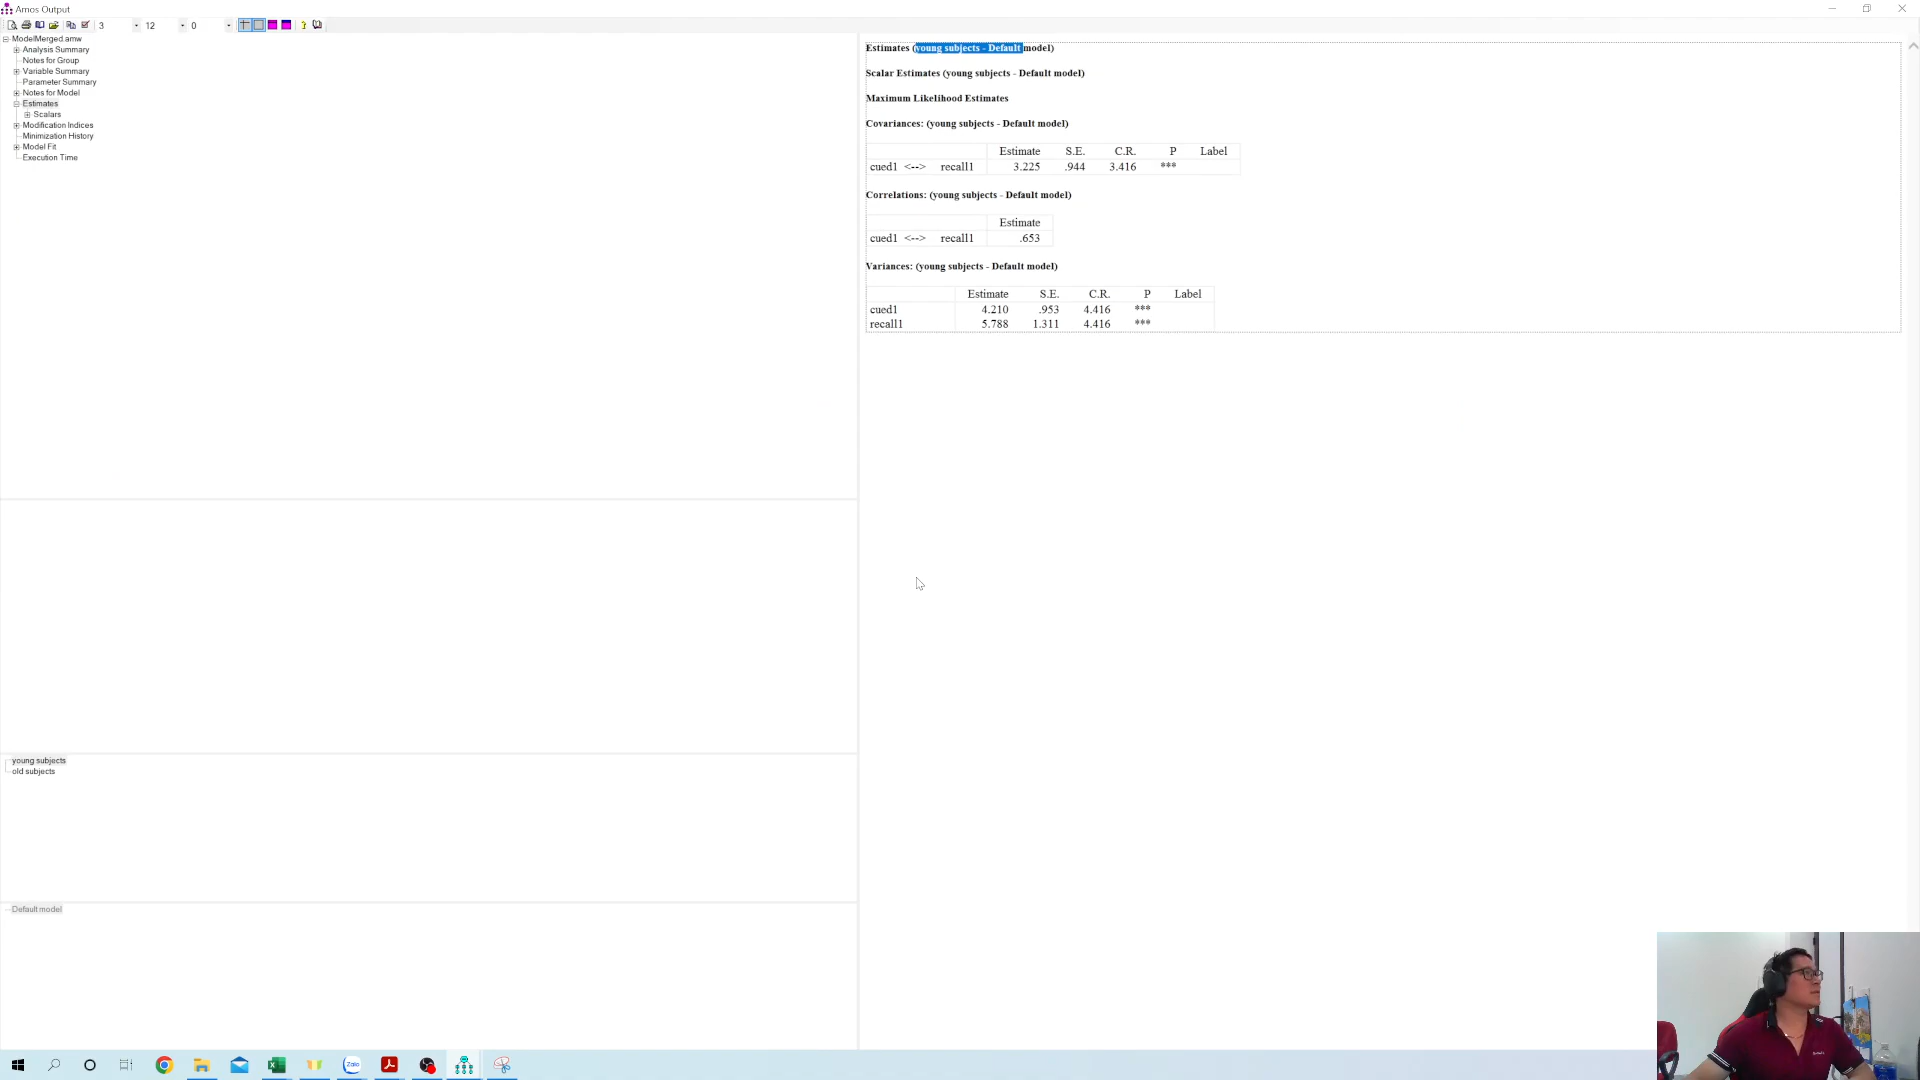 Amos Output
3 12 0
ModelMerged.amw
Analysis Summary
Notes for Group
Variable Summary
Parameter Summary
Notes for Model
Estimates
Scalars
Modification Indices
Minimization History
Model Fit
Execution Time
young subjects
old subjects
Default model
Estimates (young subjects - Default model)
Scalar Estimates (young subjects - Default model)
Maximum Likelihood Estimates
Covariances: (young subjects - Default model)
Estimate S.E. C.R. P Label
cued1 <--> recall1 3.225 .944 3.416 ***
Correlations: (young subjects - Default model)
Estimate
cued1 <--> recall1 .653
Variances: (young subjects - Default model)
Estimate S.E. C.R. P Label
cued1 4.210 .953 4.416 ***
recall1 5.788 1.311 4.416 ***
Zalo